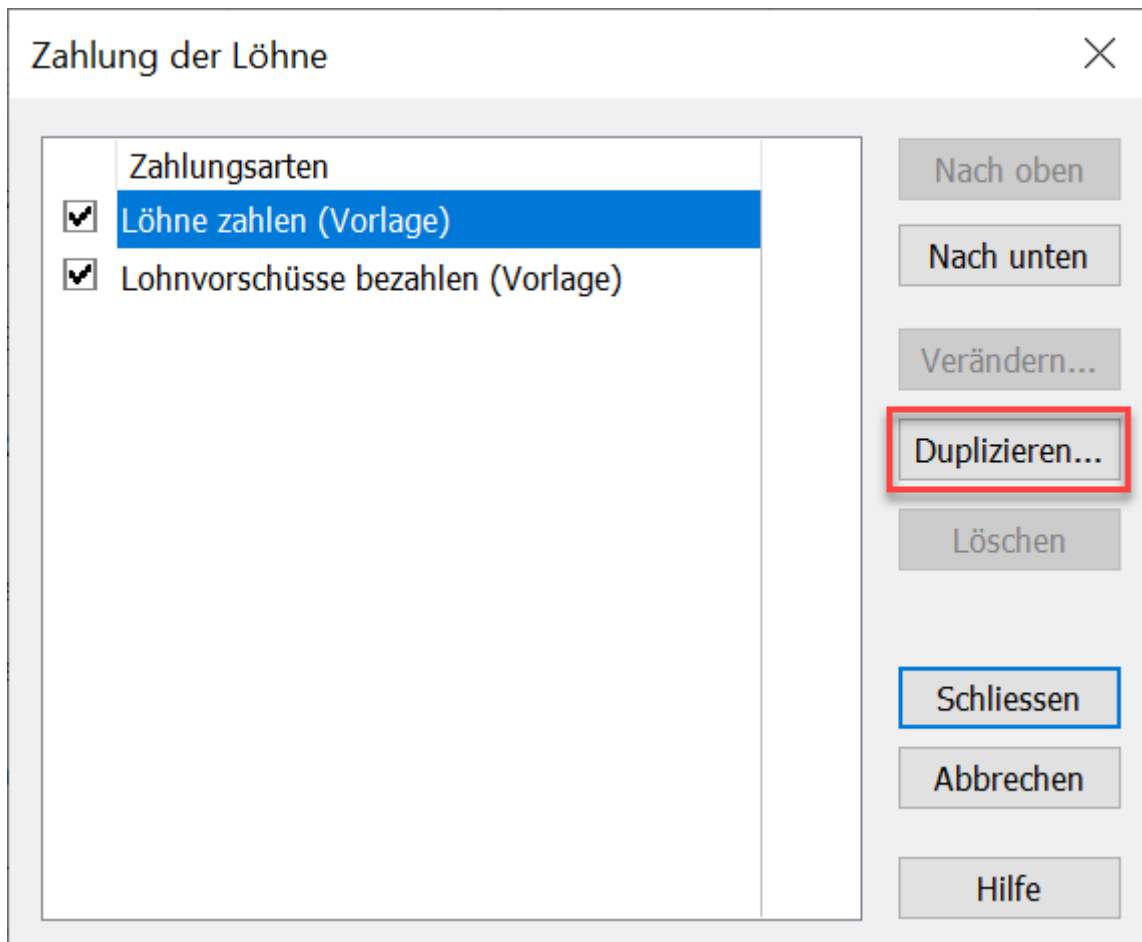 Zahlung der Löhne
Zahlungsarten
Löhne zahlen (Vorlage)
Lohnvorschüsse bezahlen (Vorlage)
Nach oben
Nach unten
Verändern...
Duplizieren...
Löschen
Schliessen
Abbrechen
Hilfe